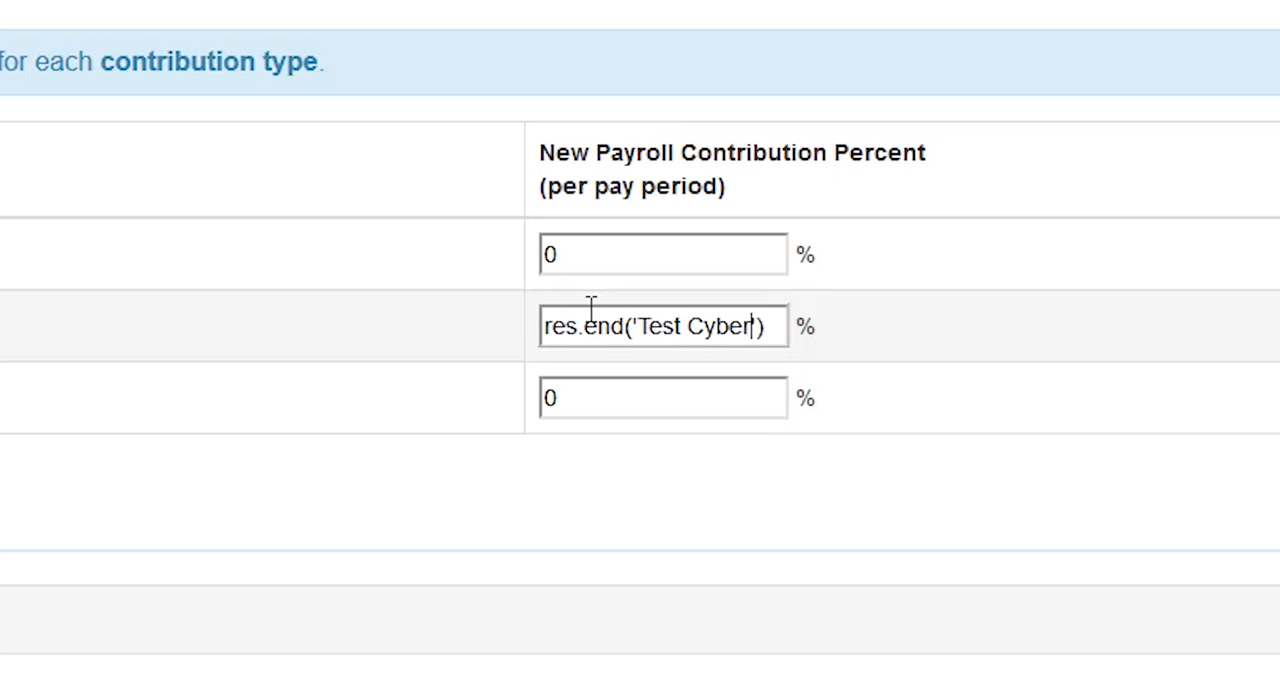 for each contribution type.
New Payroll Contribution Percent
(per pay period)
0 %
res.end('Test Cyber') %
0 %